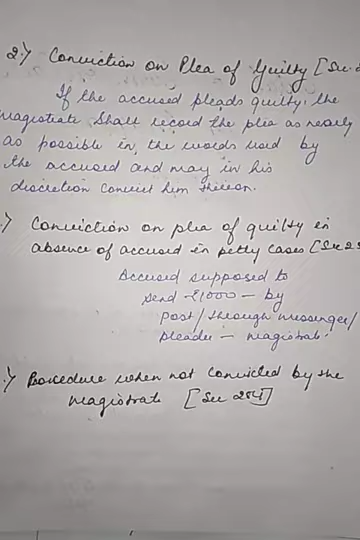 2.) Conviction on Plea of Guilty [Sec.
If the accused pleads guilty, the
magistrate shall record the plea as nearly
as possible in the words used by
the accused and may in his
discretion convict him thereon.
.) Conviction on plea of guilty in
absence of accused in petty cases [Sec 25
Accused supposed to
send ₹1000 - by
post/through messenger/
pleader - magistrate.
.) Procedure when not convicted by the
magistrate [Sec 254]